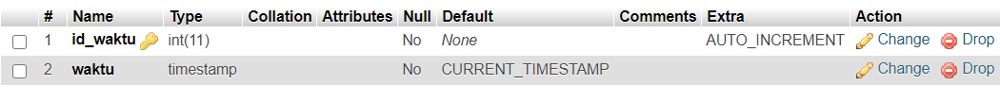 # Name Type Collation Attributes Null Default Comments Extra Action
1 id_waktu int(11) No None AUTO_INCREMENT Change Drop
2 waktu timestamp No CURRENT_TIMESTAMP Change Drop